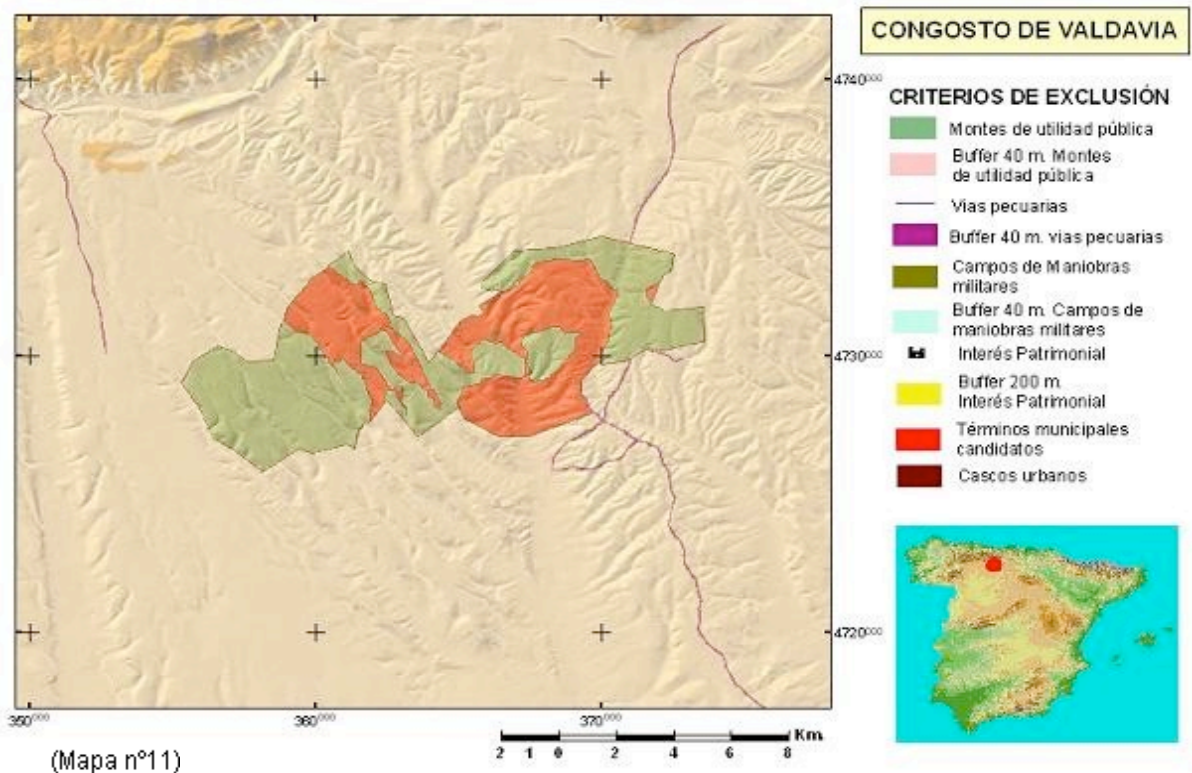 CONGOSTO DE VALDAVIA
CRITERIOS DE EXCLUSIÓN
Montes de utilidad pública
Buffer 40 m. Montes
de utilidad pública
Vias pecuarias
Buffer 40 m. vias pecuarias
Campos de Maniobras
militares
Buffer 40 m. Campos de
maniobras militares
Interés Patrimonial
Buffer 200 m.
Interés Patrimonial
Términos municipales
candidatos
Cascos urbanos
4740000
4730000
4720000
350000
360000
370000
2 1 0 2 4 6 8 Km.
(Mapa nº11)